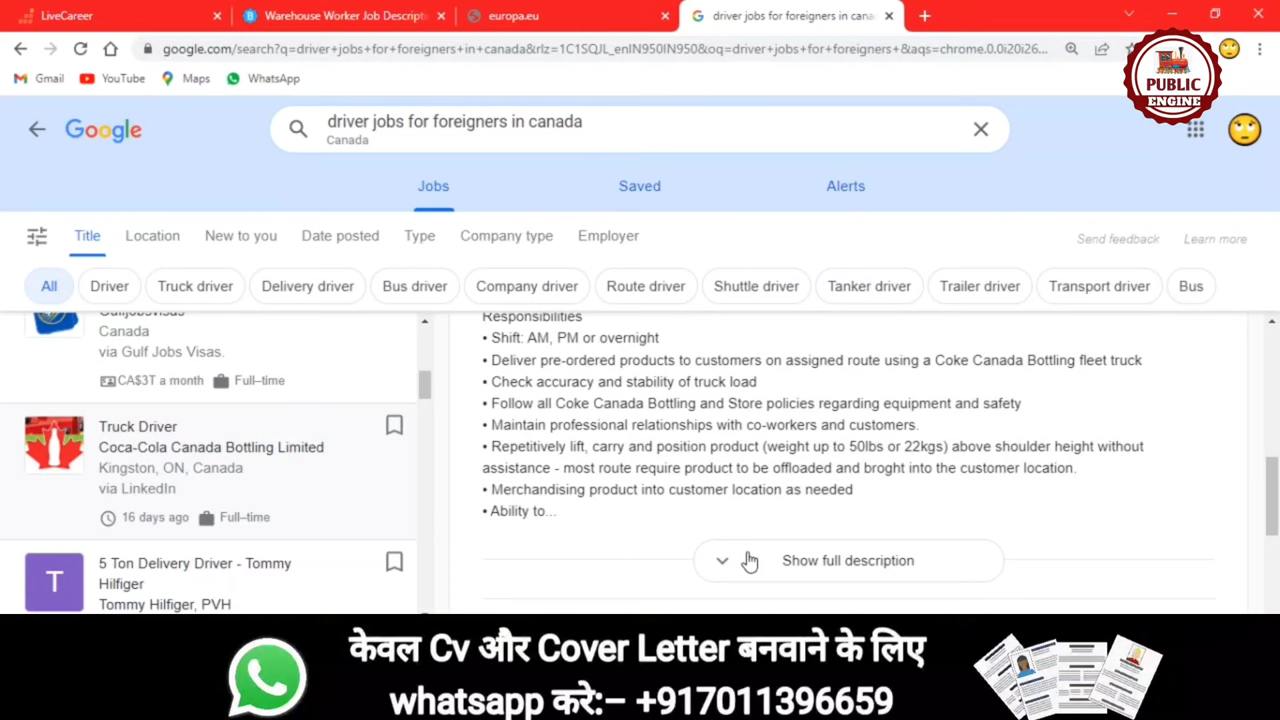 LiveCareer
Warehouse Worker Job Descripti
europa.eu
driver jobs for foreigners in cana
google.com/search?q=driver+jobs+for+foreigners+in+canada&rlz=1C1SQJL_enIN950IN950&oq=driver+jobs+for+foreigners+&aqs=chrome.0.0i20i26...
Gmail
YouTube
Maps
WhatsApp
PUBLIC
ENGINE
Google
driver jobs for foreigners in canada
Canada
Jobs
Saved
Alerts
Title
Location
New to you
Date posted
Type
Company type
Employer
Send feedback
Learn more
All
Driver
Truck driver
Delivery driver
Bus driver
Company driver
Route driver
Shuttle driver
Tanker driver
Trailer driver
Transport driver
Bus
Gulfjobsvisas
Canada
via Gulf Jobs Visas.
CA$3T a month
Full–time
Truck Driver
Coca-Cola Canada Bottling Limited
Kingston, ON, Canada
via LinkedIn
16 days ago
Full–time
T
5 Ton Delivery Driver - Tommy
Hilfiger
Tommy Hilfiger, PVH
Responsibilities
• Shift: AM, PM or overnight
• Deliver pre-ordered products to customers on assigned route using a Coke Canada Bottling fleet truck
• Check accuracy and stability of truck load
• Follow all Coke Canada Bottling and Store policies regarding equipment and safety
• Maintain professional relationships with co-workers and customers.
• Repetitively lift, carry and position product (weight up to 50lbs or 22kgs) above shoulder height without
assistance - most route require product to be offloaded and broght into the customer location.
• Merchandising product into customer location as needed
• Ability to...
Show full description
केवल Cv और Cover Letter बनवाने के लिए
whatsapp करे:– +917011396659